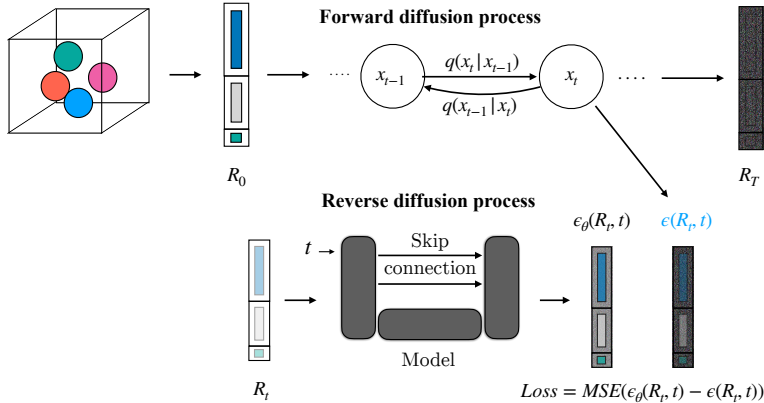 Forward diffusion process
····
x_{t−1}
q(x_t|x_{t−1})
q(x_{t−1}|x_t)
x_t
····
R_0
R_T
Reverse diffusion process
t
Skip
connection
Model
R_t
ϵ_θ(R_t, t)
ϵ(R_t, t)
Loss = MSE(ϵ_θ(R_t, t) − ϵ(R_t, t))